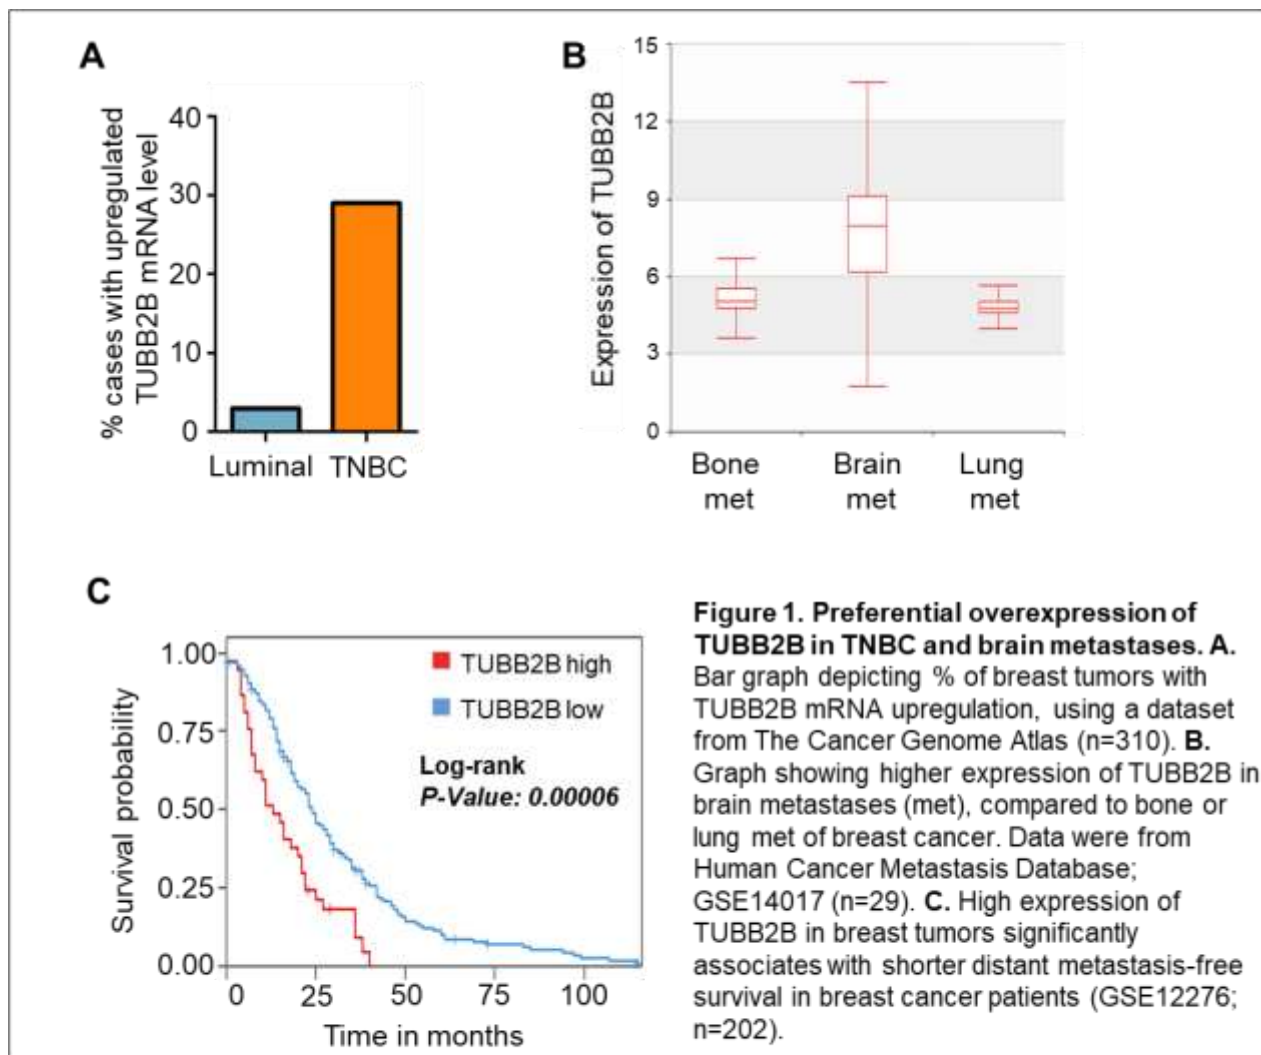 A
% cases with upregulated
TUBB2B mRNA level
40
30
20
10
0
Luminal TNBC
B
Expression of TUBB2B
15
12
9
6
3
0
Bone
met
Brain
met
Lung
met
C
Survival probability
1.00
0.75
0.50
0.25
0.00
TUBB2B high
TUBB2B low
Log-rank
P-Value: 0.00006
0 25 50 75 100
Time in months
Figure 1. Preferential overexpression of
TUBB2B in TNBC and brain metastases. A.
Bar graph depicting % of breast tumors with
TUBB2B mRNA upregulation, using a dataset
from The Cancer Genome Atlas (n=310). B.
Graph showing higher expression of TUBB2B in
brain metastases (met), compared to bone or
lung met of breast cancer. Data were from
Human Cancer Metastasis Database;
GSE14017 (n=29). C. High expression of
TUBB2B in breast tumors significantly
associates with shorter distant metastasis-free
survival in breast cancer patients (GSE12276;
n=202).